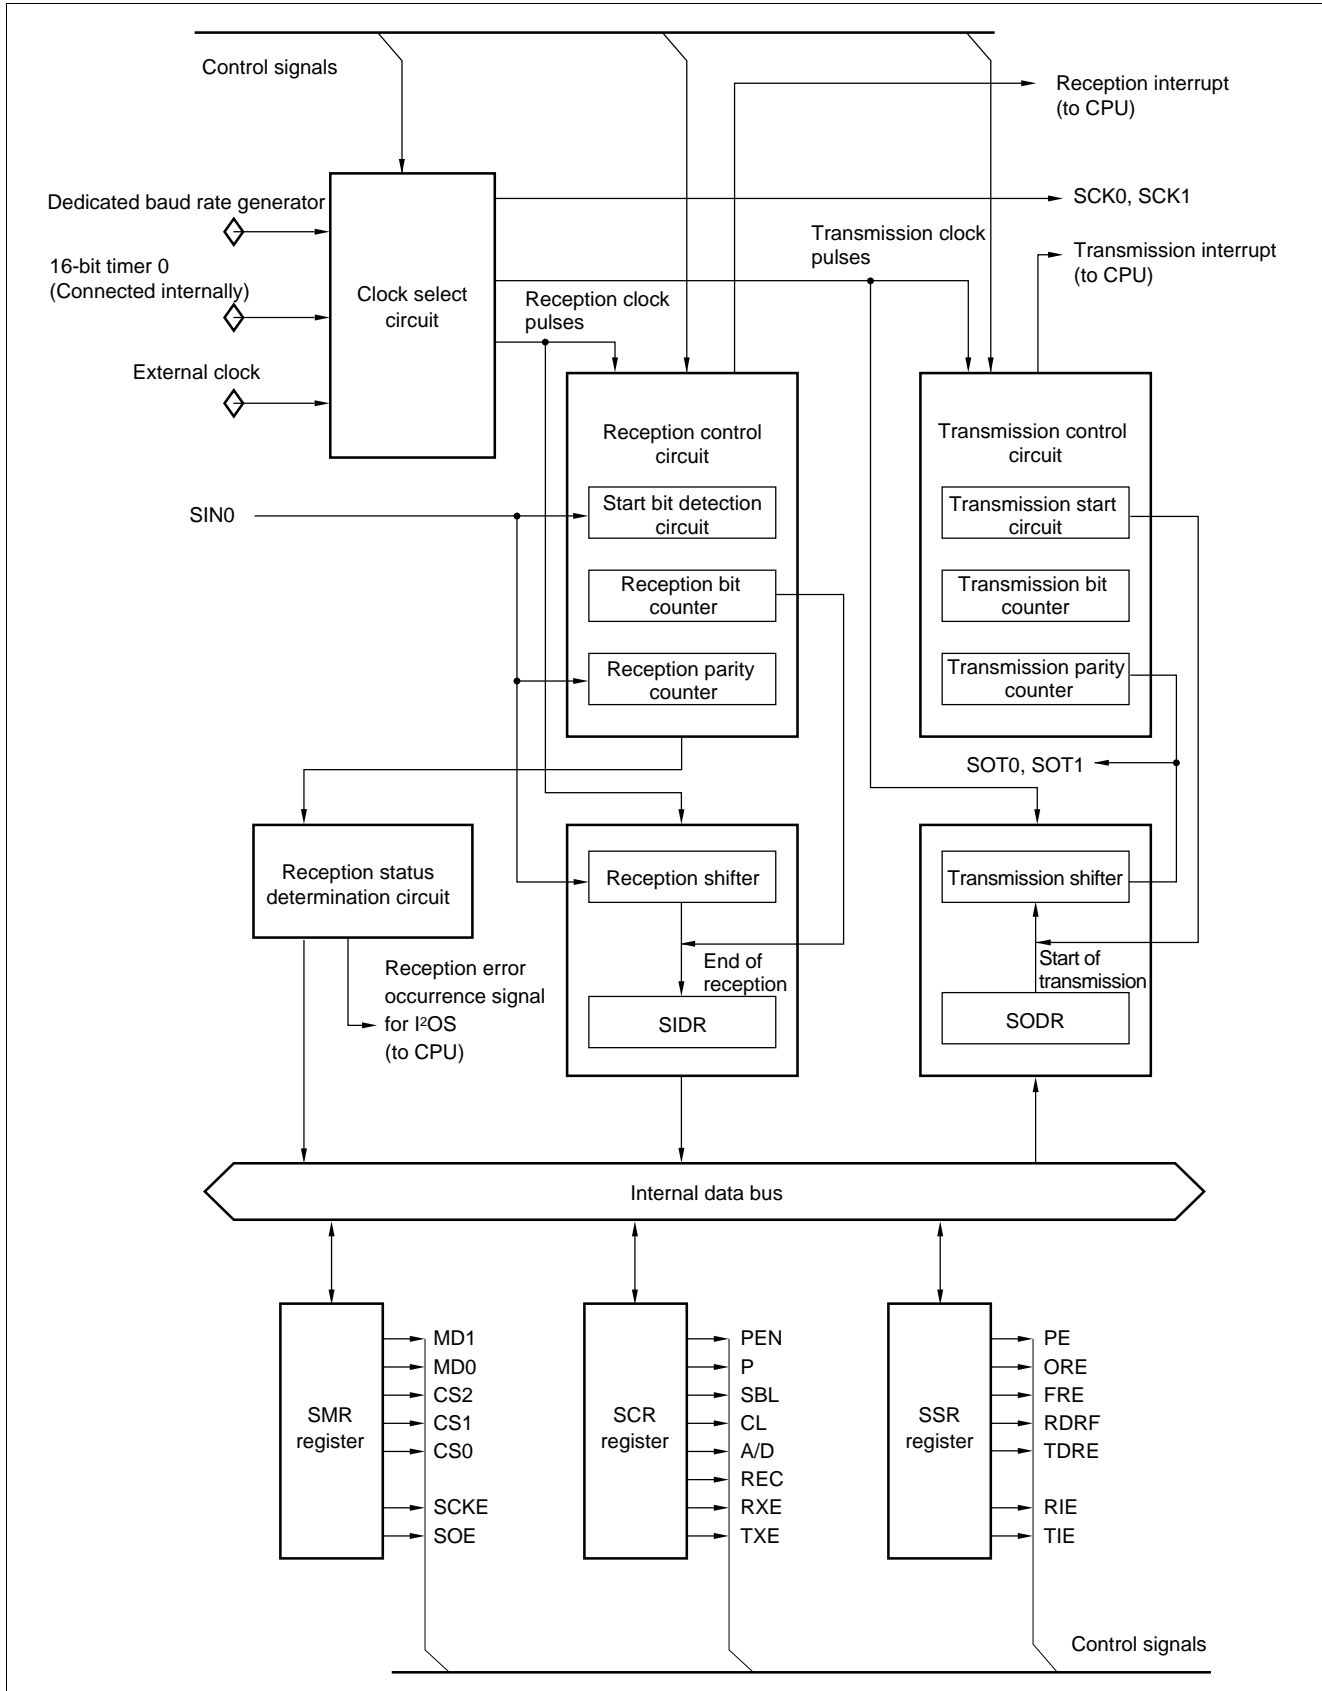 Control signals
Reception interrupt
(to CPU)
Dedicated baud rate generator
SCK0, SCK1
Transmission clock
pulses
Transmission interrupt
(to CPU)
16-bit timer 0
(Connected internally)
Clock select
circuit
Reception clock
pulses
External clock
Reception control
circuit
Transmission control
circuit
SIN0
Start bit detection
circuit
Transmission start
circuit
Reception bit
counter
Transmission bit
counter
Reception parity
counter
Transmission parity
counter
SOT0, SOT1
Reception status
determination circuit
Reception shifter
Transmission shifter
End of
reception
Start of
transmission
Reception error
occurrence signal
for I²OS
(to CPU)
SIDR
SODR
Internal data bus
SMR
register
MD1
MD0
CS2
CS1
CS0
SCKE
SOE
SCR
register
PEN
P
SBL
CL
A/D
REC
RXE
TXE
SSR
register
PE
ORE
FRE
RDRF
TDRE
RIE
TIE
Control signals